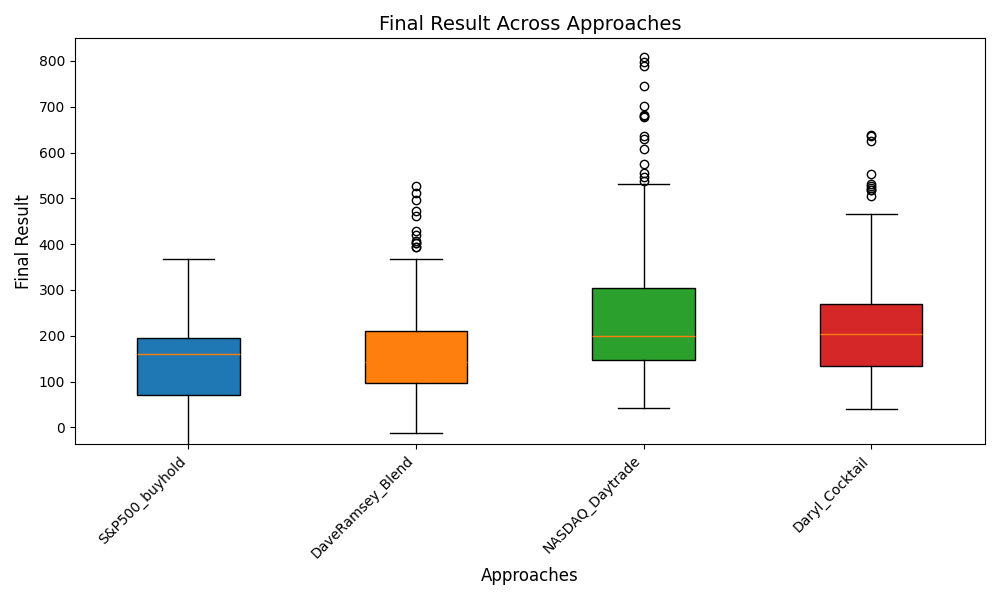 Final Result Across Approaches
800
700
600
500
400
300
200
100
0
Final Result
S&P500_buyhold
DaveRamsey_Blend
NASDAQ_Daytrade
Daryl_Cocktail
Approaches